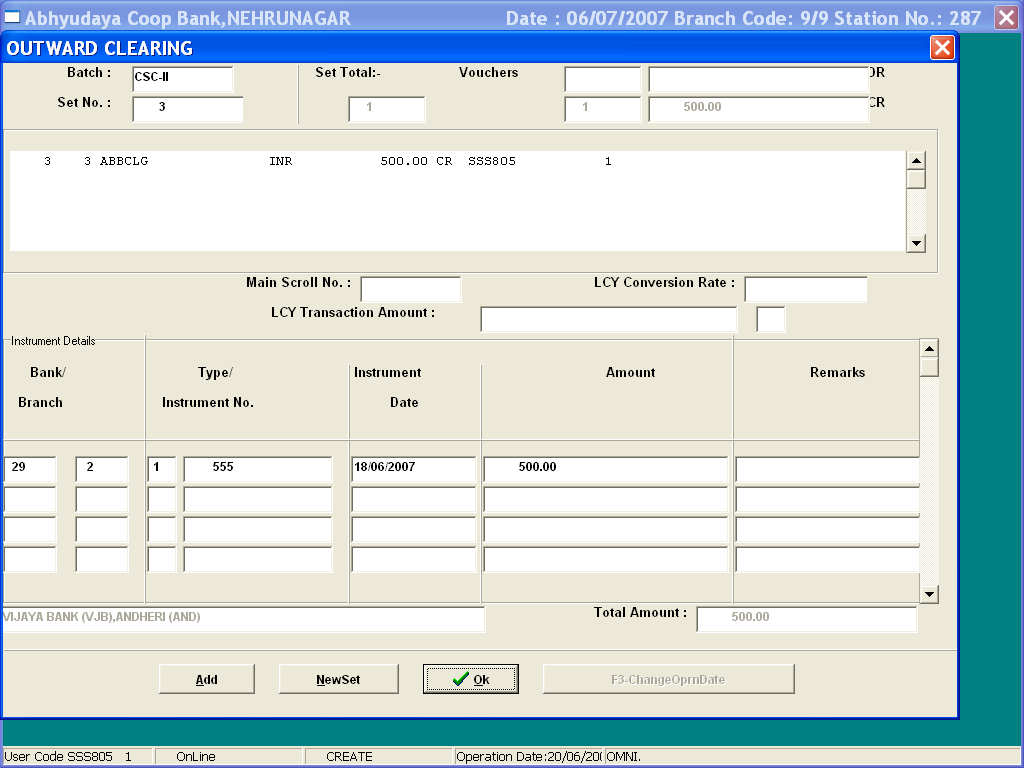 Abhyudaya Coop Bank,NEHRUNAGAR Date : 06/07/2007 Branch Code: 9/9 Station No.: 287
OUTWARD CLEARING
Batch : CSC-II Set Total:- Vouchers DR
Set No. : 3 1 1 500.00 CR
3 3 ABBCLG INR 500.00 CR SSS805 1
Main Scroll No. : LCY Conversion Rate :
LCY Transaction Amount :
Instrument Details
Bank/ Type/ Instrument Amount Remarks
Branch Instrument No. Date
29 2 1 555 18/06/2007 500.00
VIJAYA BANK (VJB),ANDHERI (AND) Total Amount : 500.00
Add NewSet Ok F3-ChangeOprnDate
User Code SSS805 1 OnLine CREATE Operation Date:20/06/200 OMNI.